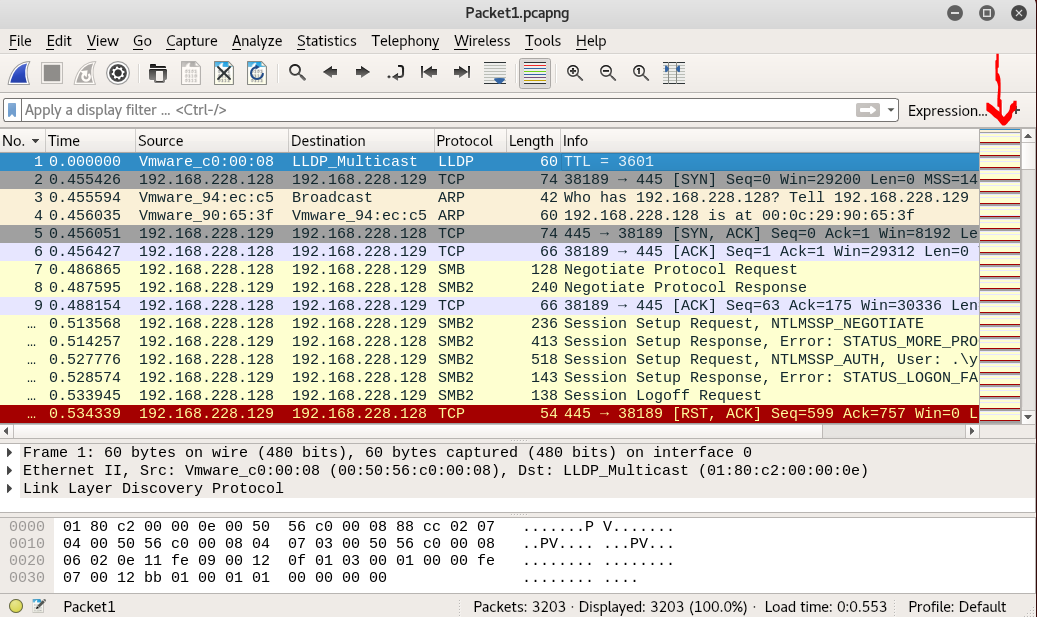 Packet1.pcapng
File Edit View Go Capture Analyze Statistics Telephony Wireless Tools Help
Apply a display filter ... <Ctrl-/> Expression... +
No. Time Source Destination Protocol Length Info
1 0.000000 Vmware_c0:00:08 LLDP_Multicast LLDP 60 TTL = 3601
2 0.455426 192.168.228.128 192.168.228.129 TCP 74 38189 → 445 [SYN] Seq=0 Win=29200 Len=0 MSS=14
3 0.455594 Vmware_94:ec:c5 Broadcast ARP 42 Who has 192.168.228.128? Tell 192.168.228.129
4 0.456035 Vmware_90:65:3f Vmware_94:ec:c5 ARP 60 192.168.228.128 is at 00:0c:29:90:65:3f
5 0.456051 192.168.228.129 192.168.228.128 TCP 74 445 → 38189 [SYN, ACK] Seq=0 Ack=1 Win=8192 Le
6 0.456427 192.168.228.128 192.168.228.129 TCP 66 38189 → 445 [ACK] Seq=1 Ack=1 Win=29312 Len=0
7 0.486865 192.168.228.128 192.168.228.129 SMB 128 Negotiate Protocol Request
8 0.487595 192.168.228.129 192.168.228.128 SMB2 240 Negotiate Protocol Response
9 0.488154 192.168.228.128 192.168.228.129 TCP 66 38189 → 445 [ACK] Seq=63 Ack=175 Win=30336 Len
... 0.513568 192.168.228.128 192.168.228.129 SMB2 236 Session Setup Request, NTLMSSP_NEGOTIATE
... 0.514257 192.168.228.129 192.168.228.128 SMB2 413 Session Setup Response, Error: STATUS_MORE_PRO
... 0.527776 192.168.228.128 192.168.228.129 SMB2 518 Session Setup Request, NTLMSSP_AUTH, User: .\y
... 0.528574 192.168.228.129 192.168.228.128 SMB2 143 Session Setup Response, Error: STATUS_LOGON_FA
... 0.533945 192.168.228.128 192.168.228.129 SMB2 138 Session Logoff Request
... 0.534339 192.168.228.129 192.168.228.128 TCP 54 445 → 38189 [RST, ACK] Seq=599 Ack=757 Win=0 L
Frame 1: 60 bytes on wire (480 bits), 60 bytes captured (480 bits) on interface 0
Ethernet II, Src: Vmware_c0:00:08 (00:50:56:c0:00:08), Dst: LLDP_Multicast (01:80:c2:00:00:0e)
Link Layer Discovery Protocol
0000 01 80 c2 00 00 0e 00 50 56 c0 00 08 88 cc 02 07 .......P V.......
0010 04 00 50 56 c0 00 08 04 07 03 00 50 56 c0 00 08 ..PV.... ...PV...
0020 06 02 0e 11 fe 09 00 12 0f 01 03 00 01 00 00 fe ........ ........
0030 07 00 12 bb 01 00 01 01 00 00 00 00 ........ ....
Packet1 Packets: 3203 · Displayed: 3203 (100.0%) · Load time: 0:0.553 Profile: Default